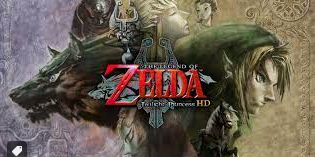 THE LEGEND OF
ZELDA
Twilight Princess HD